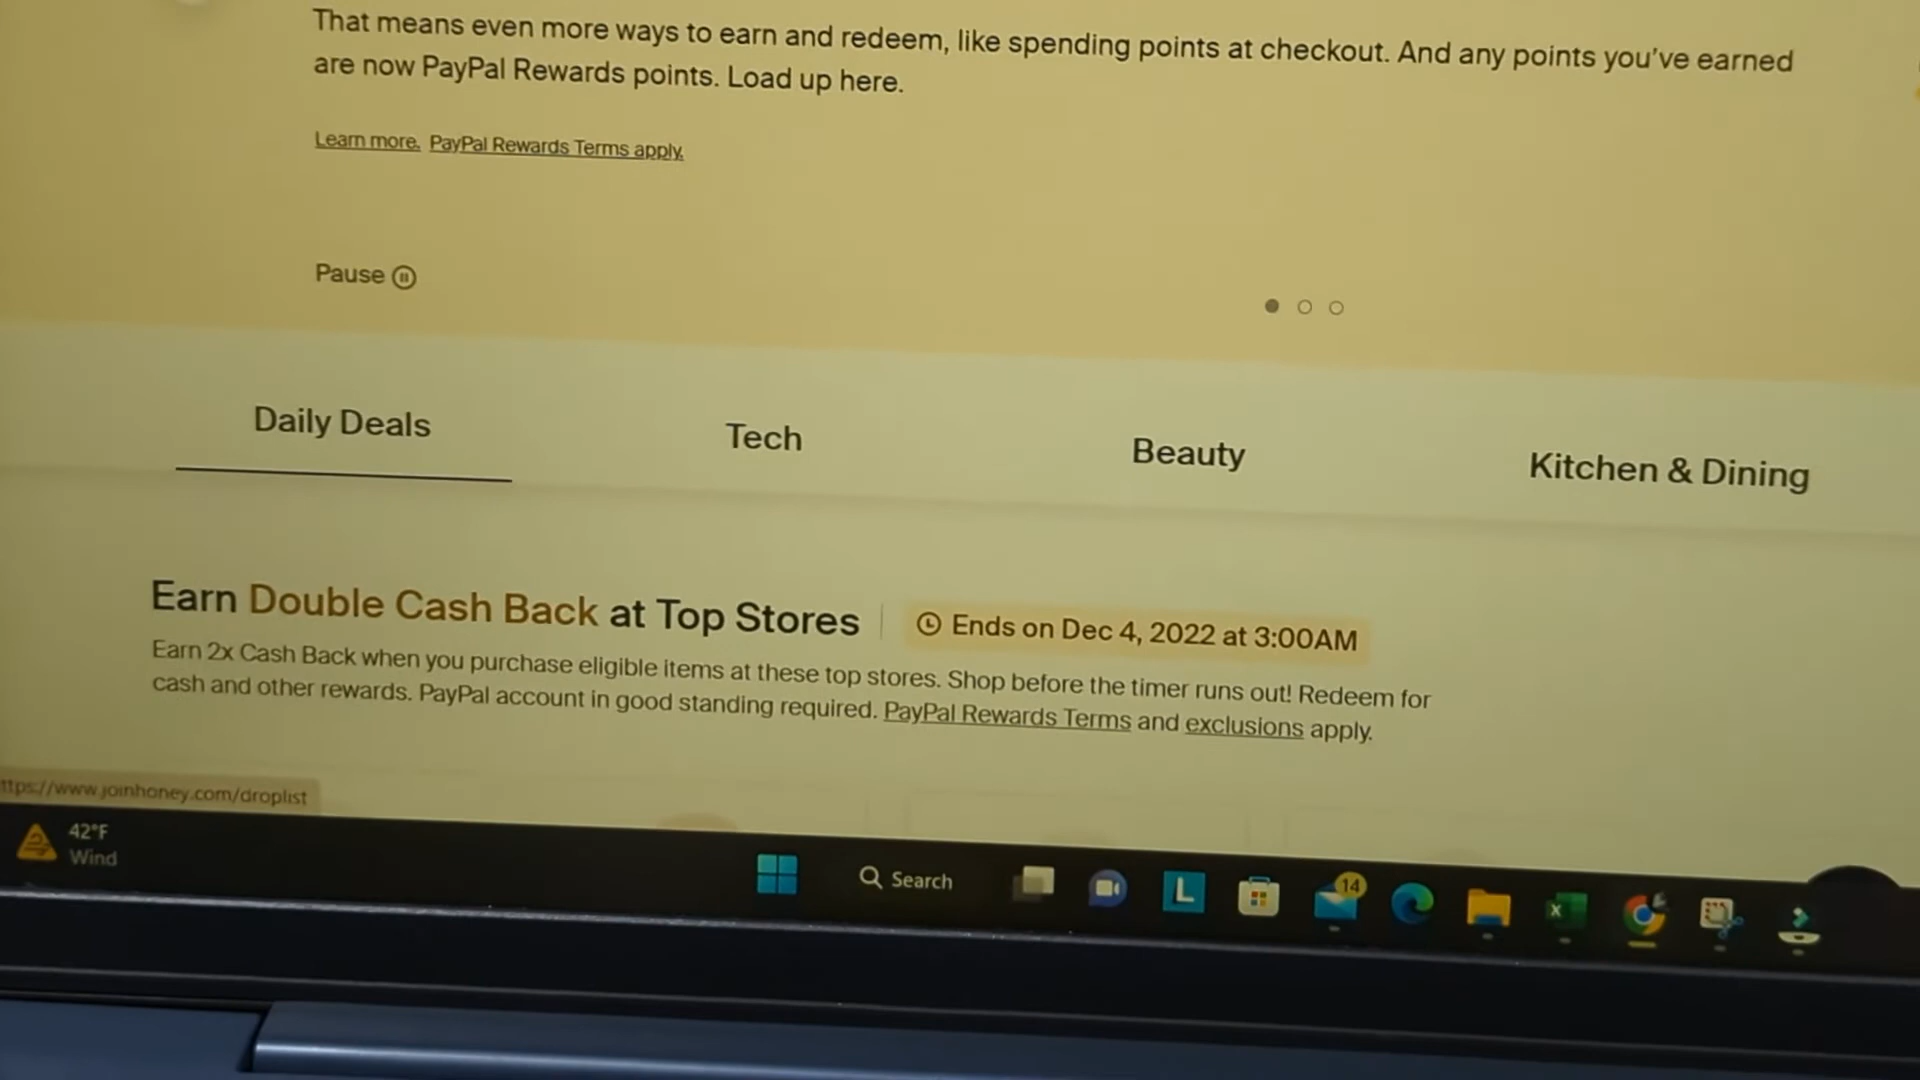 That means even more ways to earn and redeem, like spending points at checkout. And any points you've earned
are now PayPal Rewards points. Load up here.
Learn more. PayPal Rewards Terms apply.
Pause
Daily Deals
Tech
Beauty
Kitchen & Dining
Earn Double Cash Back at Top Stores
Ends on Dec 4, 2022 at 3:00AM
Earn 2x Cash Back when you purchase eligible items at these top stores. Shop before the timer runs out! Redeem for
cash and other rewards. PayPal account in good standing required. PayPal Rewards Terms and exclusions apply.
ttps://www.joinhoney.com/droplist
42°F
Wind
Search
L
14
X